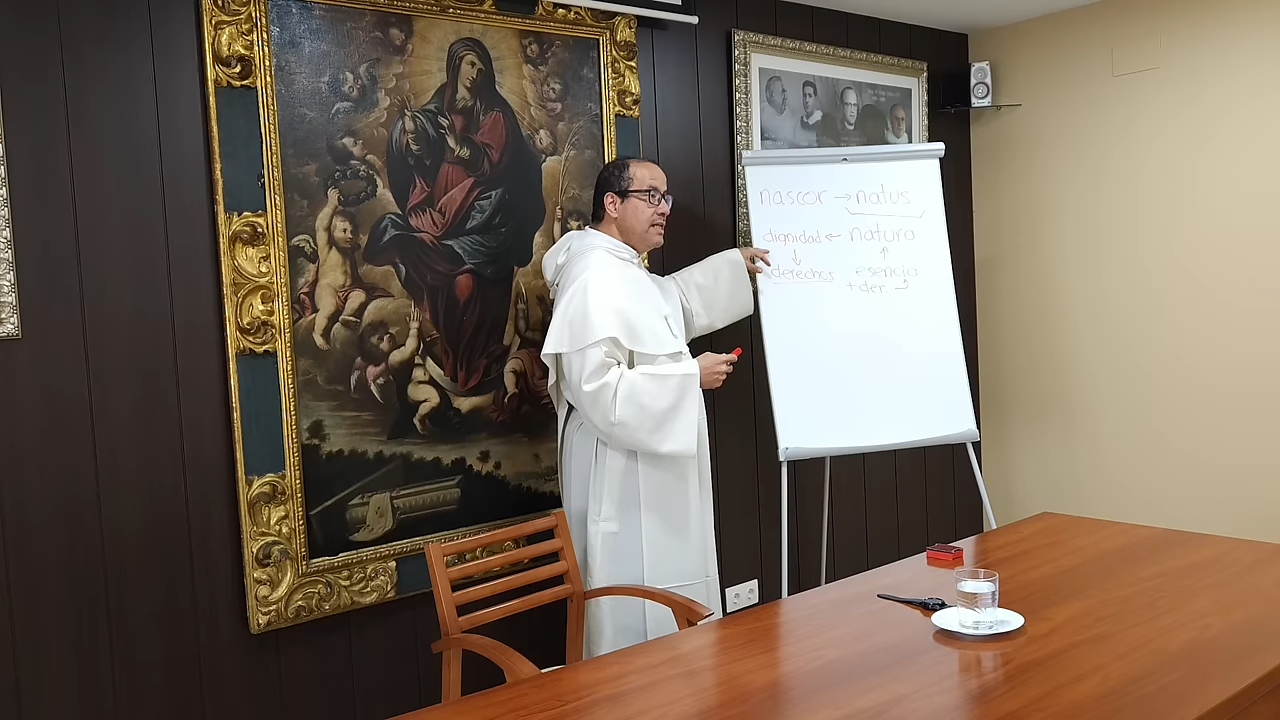 nascor → natus
dignidad ← natura
↓ ↑
derechos esencia
+ der.